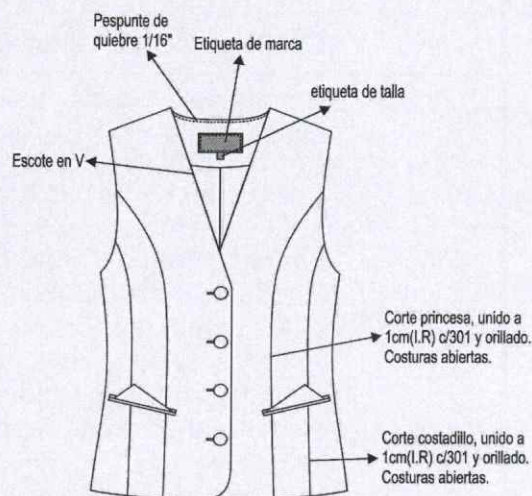 Pespunte de
quiebre 1/16"
Etiqueta de marca
etiqueta de talla
Escote en V
Corte princesa, unido a
1cm(I.R) c/301 y orillado.
Costuras abiertas.
Corte costadillo, unido a
1cm(I.R) c/301 y orillado.
Costuras abiertas.